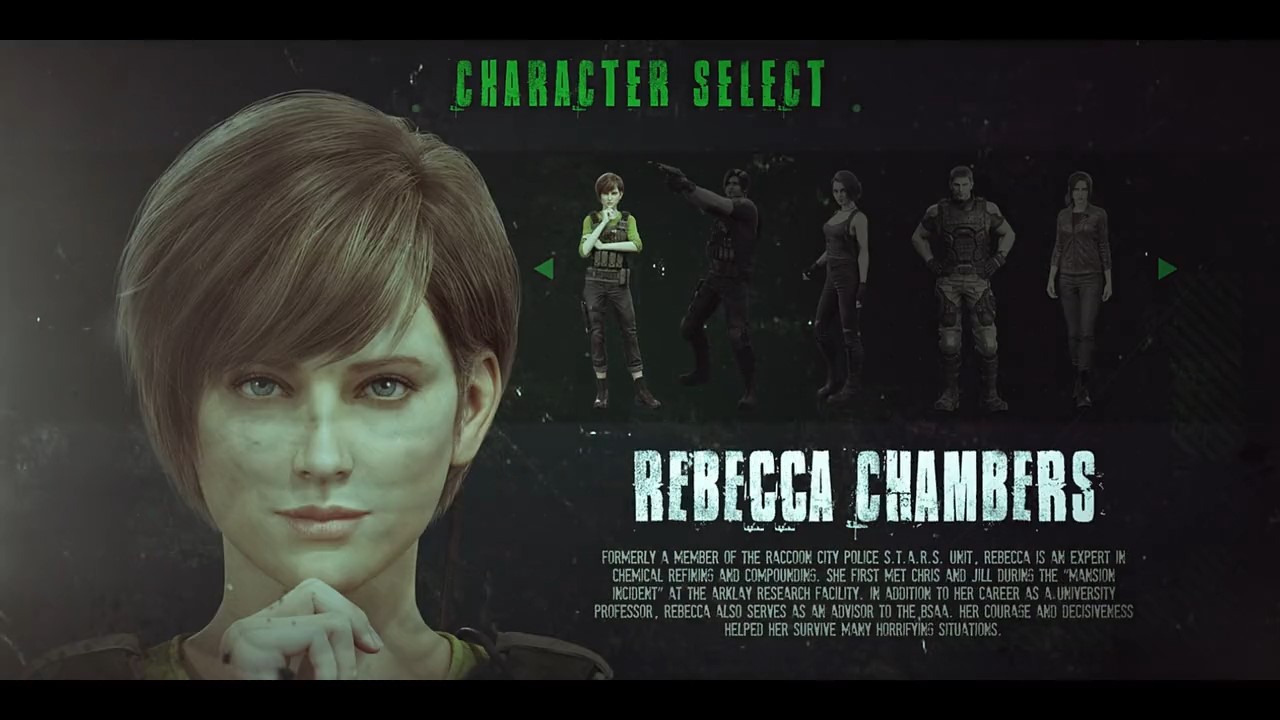 CHARACTER SELECT
REBECCA CHAMBERS
FORMERLY A MEMBER OF THE RACCOON CITY POLICE S.T.A.R.S. UNIT, REBECCA IS AN EXPERT IN
CHEMICAL REFINING AND COMPOUNDING. SHE FIRST MET CHRIS AND JILL DURING THE "MANSION
INCIDENT" AT THE ARKLAY RESEARCH FACILITY. IN ADDITION TO HER CAREER AS A UNIVERSITY
PROFESSOR, REBECCA ALSO SERVES AS AN ADVISOR TO THE BSAA. HER COURAGE AND DECISIVENESS
HELPED HER SURVIVE MANY HORRIFYING SITUATIONS.